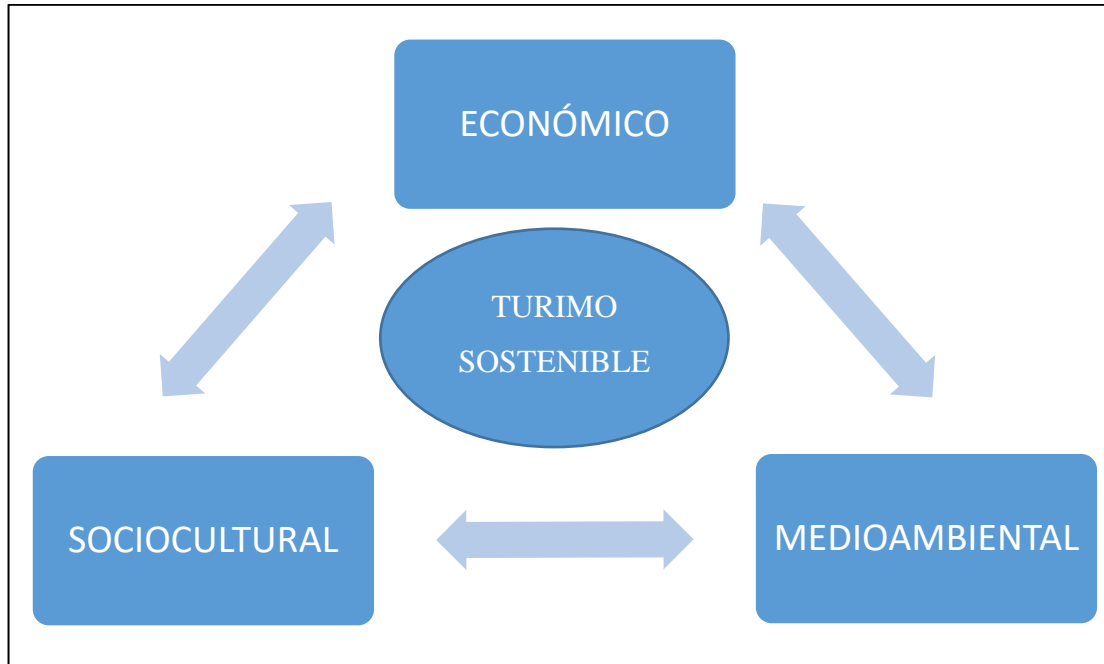 ECONÓMICO
TURIMO
SOSTENIBLE
SOCIOCULTURAL
MEDIOAMBIENTAL